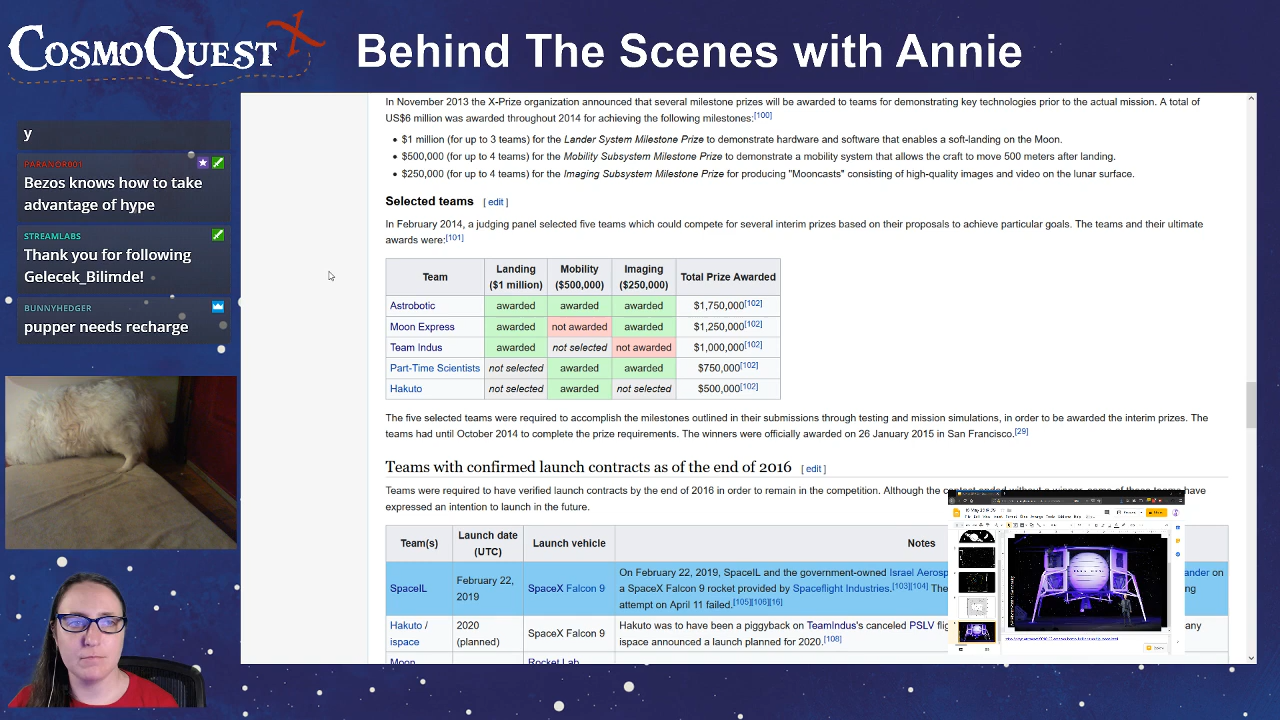 CosmoQuest X
Behind The Scenes with Annie
y
PARANOR001
Bezos knows how to take
advantage of hype
STREAMLABS
Thank you for following
Gelecek_Bilimde!
BUNNYHEDGER
pupper needs recharge
In November 2013 the X-Prize organization announced that several milestone prizes will be awarded to teams for demonstrating key technologies prior to the actual mission. A total of
US$6 million was awarded throughout 2014 for achieving the following milestones:[100]
• $1 million (for up to 3 teams) for the Lander System Milestone Prize to demonstrate hardware and software that enables a soft-landing on the Moon.
• $500,000 (for up to 4 teams) for the Mobility Subsystem Milestone Prize to demonstrate a mobility system that allows the craft to move 500 meters after landing.
• $250,000 (for up to 4 teams) for the Imaging Subsystem Milestone Prize for producing "Mooncasts" consisting of high-quality images and video on the lunar surface.
Selected teams [ edit ]
In February 2014, a judging panel selected five teams which could compete for several interim prizes based on their proposals to achieve particular goals. The teams and their ultimate
awards were:[101]
Team Landing ($1 million) Mobility ($500,000) Imaging ($250,000) Total Prize Awarded
Astrobotic awarded awarded awarded $1,750,000[102]
Moon Express awarded not awarded awarded $1,250,000[102]
Team Indus awarded not selected not awarded $1,000,000[102]
Part-Time Scientists not selected awarded awarded $750,000[102]
Hakuto not selected awarded not selected $500,000[102]
The five selected teams were required to accomplish the milestones outlined in their submissions through testing and mission simulations, in order to be awarded the interim prizes. The
teams had until October 2014 to complete the prize requirements. The winners were officially awarded on 26 January 2015 in San Francisco.[29]
Teams with confirmed launch contracts as of the end of 2016 [ edit ]
Teams were required to have verified launch contracts by the end of 2016 in order to remain in the competition. Although the contest ended without a winner, some of these teams have
expressed an intention to launch in the future.
Team(s) Launch date (UTC) Launch vehicle Notes
SpaceIL February 22, 2019 SpaceX Falcon 9
On February 22, 2019, SpaceIL and the government-owned Israel Aerosp ander on
a SpaceX Falcon 9 rocket provided by Spaceflight Industries.[103][104] The ing
attempt on April 11 failed.[105][106][16]
Hakuto / ispace 2020 (planned) SpaceX Falcon 9
Hakuto was to have been a piggyback on TeamIndus's canceled PSLV flig any
ispace announced a launch planned for 2020.[108]
Moon Rocket Lab